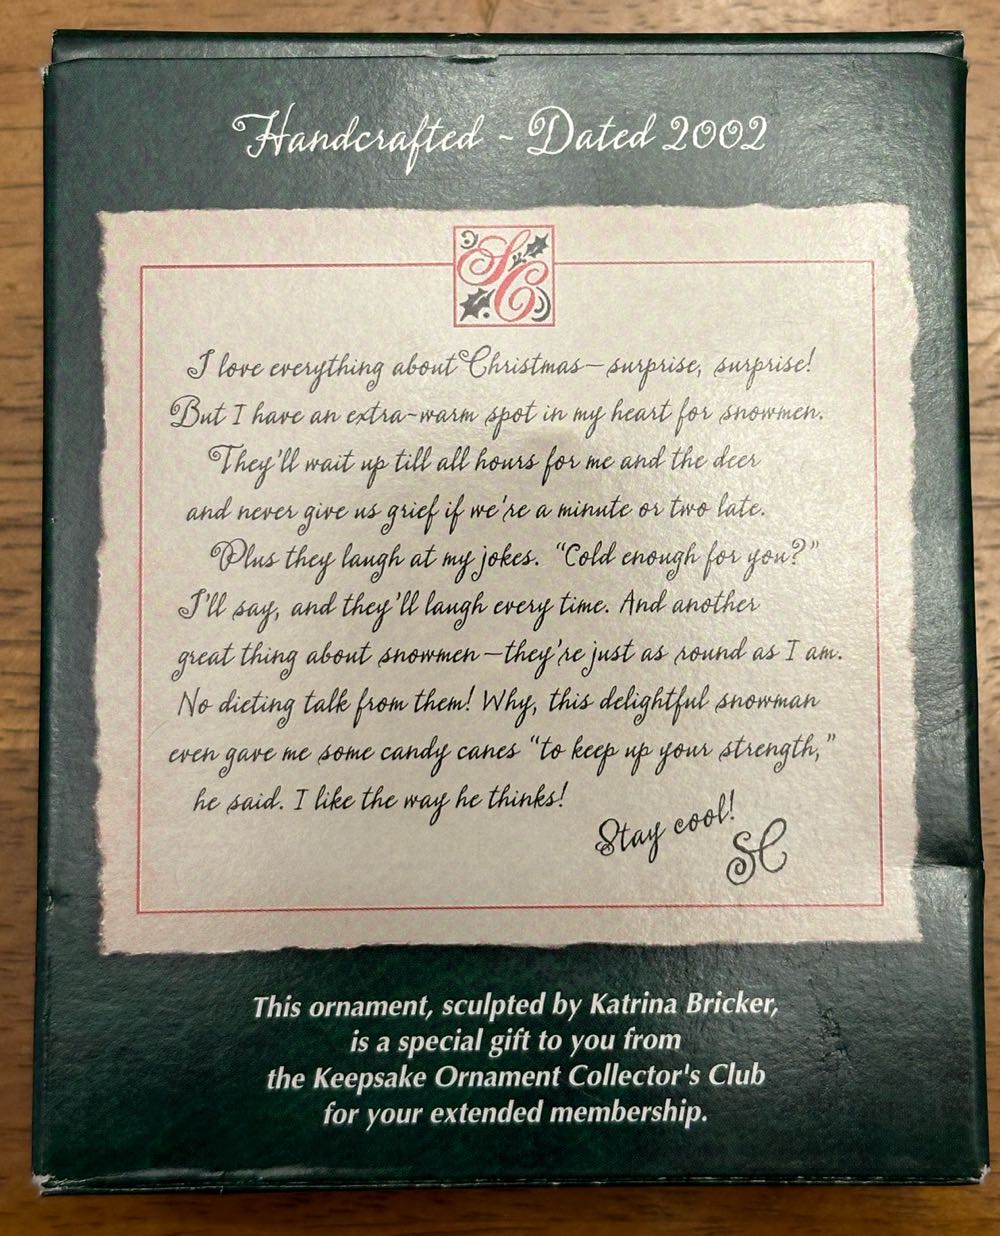 Handcrafted ~ Dated 2002
SC
I love everything about Christmas—surprise, surprise!
But I have an extra-warm spot in my heart for snowmen.
They'll wait up till all hours for me and the deer
and never give us grief if we're a minute or two late.
Plus they laugh at my jokes. “Cold enough for you?”
I'll say, and they'll laugh every time. And another
great thing about snowmen—they're just as round as I am.
No dieting talk from them! Why, this delightful snowman
even gave me some candy canes “to keep up your strength,”
he said. I like the way he thinks!
Stay cool!
SC
This ornament, sculpted by Katrina Bricker,
is a special gift to you from
the Keepsake Ornament Collector's Club
for your extended membership.